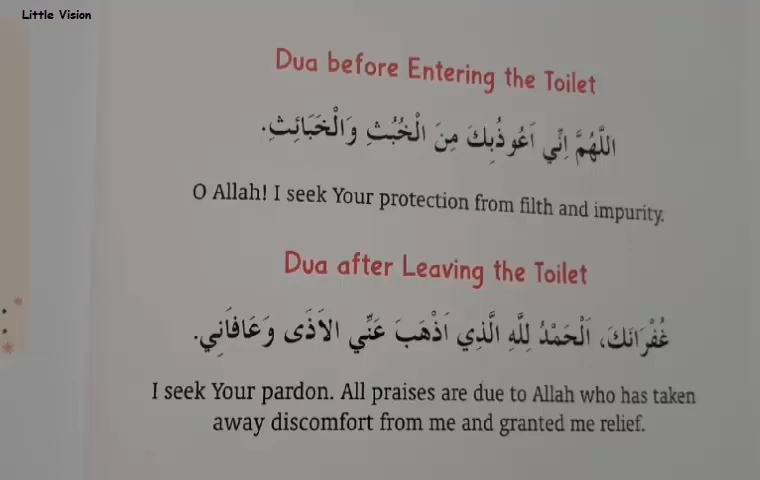 Little Vision
Dua before Entering the Toilet
اللَّهُمَّ اِنِّي اَعُوذُبِكَ مِنَ الْخُبُثِ وَالْخَبَائِثِ.
O Allah! I seek Your protection from filth and impurity.
Dua after Leaving the Toilet
غُفْرَانَكَ، اَلْحَمْدُ لِلَّهِ الَّذِي اَذْهَبَ عَنِّي الاَذَى وَعَافَانِي.
I seek Your pardon. All praises are due to Allah who has taken
away discomfort from me and granted me relief.